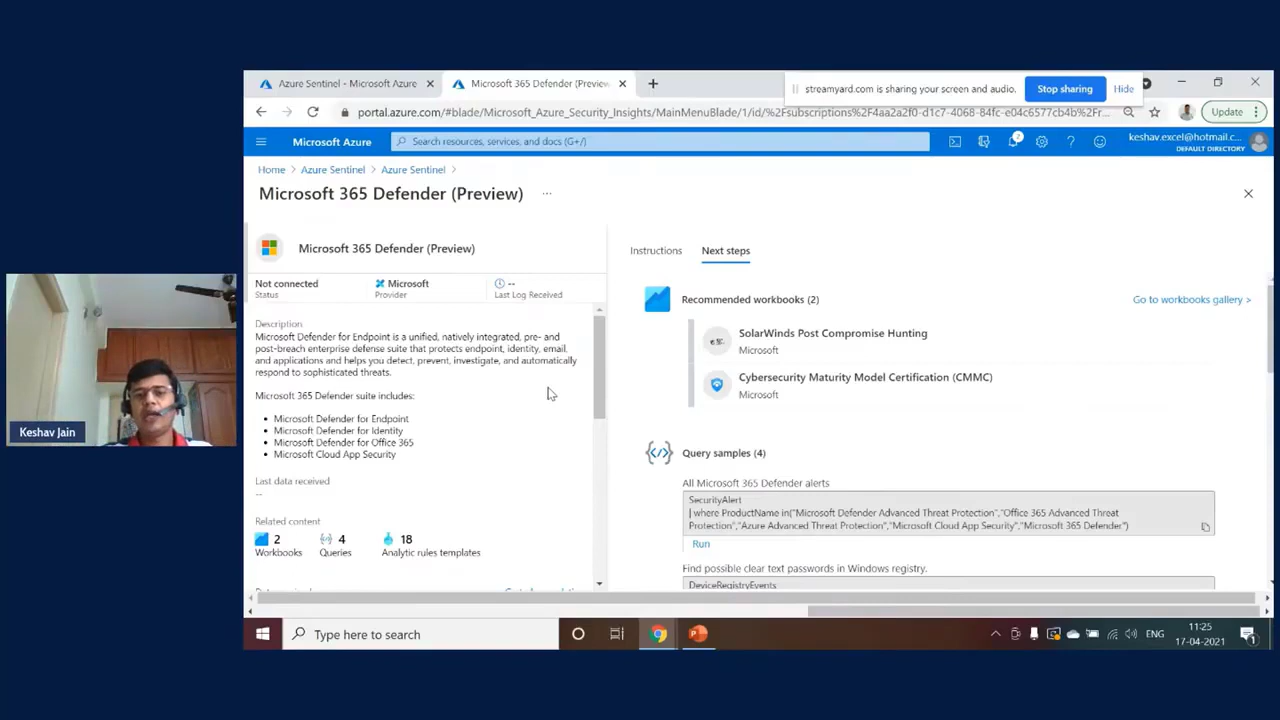 Azure Sentinel - Microsoft Azure
Microsoft 365 Defender (Preview
streamyard.com is sharing your screen and audio.
Stop sharing
Hide
portal.azure.com/#blade/Microsoft_Azure_Security_Insights/MainMenuBlade/1/id/%2Fsubscriptions%2F4aa2a2f0-d1c7-4068-84fc-e04c6577cb4b%2Fr...
Update
Microsoft Azure
Search resources, services, and docs (G+/)
2
keshav.excel@hotmail.c...
DEFAULT DIRECTORY
Home > Azure Sentinel > Azure Sentinel >
Microsoft 365 Defender (Preview) ...
Microsoft 365 Defender (Preview)
Not connected
Status
Microsoft
Provider
--
Last Log Received
Description
Microsoft Defender for Endpoint is a unified, natively integrated, pre- and
post-breach enterprise defense suite that protects endpoint, identity, email,
and applications and helps you detect, prevent, investigate, and automatically
respond to sophisticated threats.
Microsoft 365 Defender suite includes:
Microsoft Defender for Endpoint
Microsoft Defender for Identity
Microsoft Defender for Office 365
Microsoft Cloud App Security
Last data received
--
Related content
2
Workbooks
4
Queries
18
Analytic rules templates
Instructions
Next steps
Recommended workbooks (2)
Go to workbooks gallery >
SolarWinds Post Compromise Hunting
Microsoft
Cybersecurity Maturity Model Certification (CMMC)
Microsoft
Query samples (4)
All Microsoft 365 Defender alerts
SecurityAlert
| where ProductName in("Microsoft Defender Advanced Threat Protection","Office 365 Advanced Threat
Protection","Azure Advanced Threat Protection","Microsoft Cloud App Security","Microsoft 365 Defender")
Run
Find possible clear text passwords in Windows registry.
DeviceRegistryEvents
Keshav Jain
Type here to search
ENG
11:25
17-04-2021
1